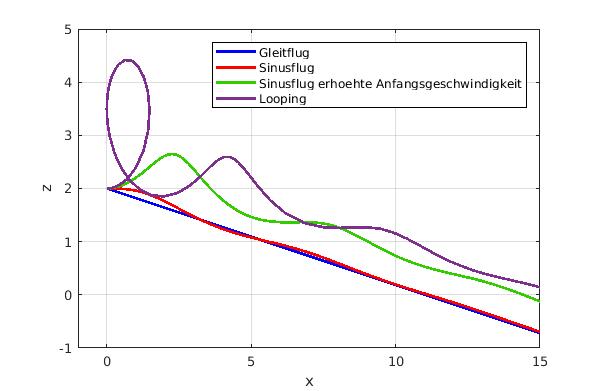 5
4
3
2
1
0
-1
z
Gleitflug
Sinusflug
Sinusflug erhoehte Anfangsgeschwindigkeit
Looping
0 5 10 15
x